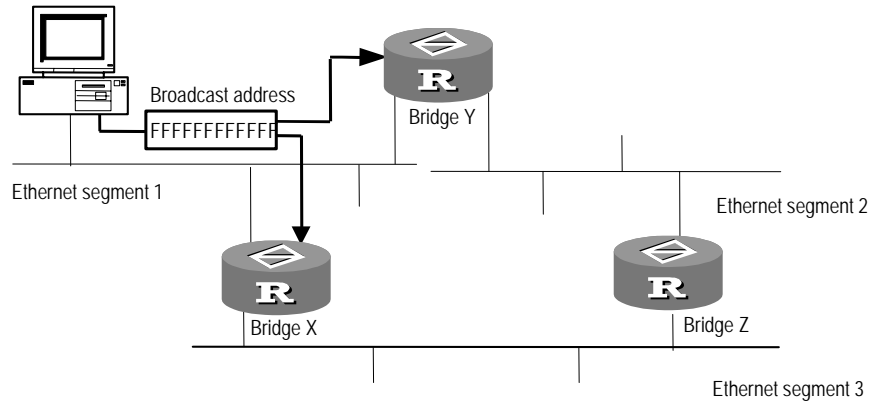 Broadcast address
FFFFFFFFFFFF
R
Bridge Y
Ethernet segment 1
Ethernet segment 2
R
Bridge X
R
Bridge Z
Ethernet segment 3